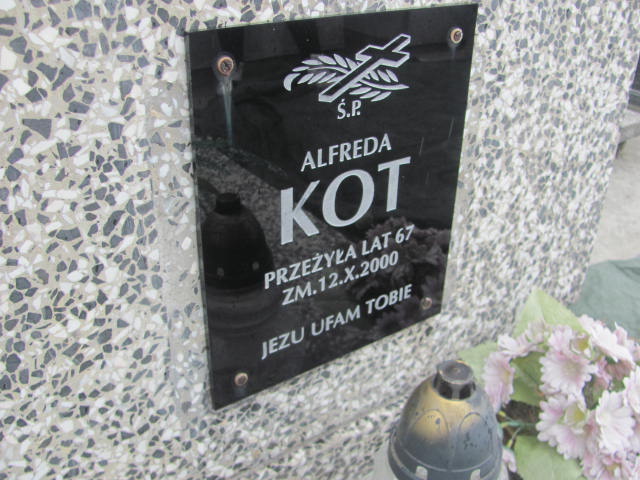 Ś.P.
ALFREDA
KOT
PRZEŻYŁA LAT 67
ZM.12.X.2000
JEZU UFAM TOBIE